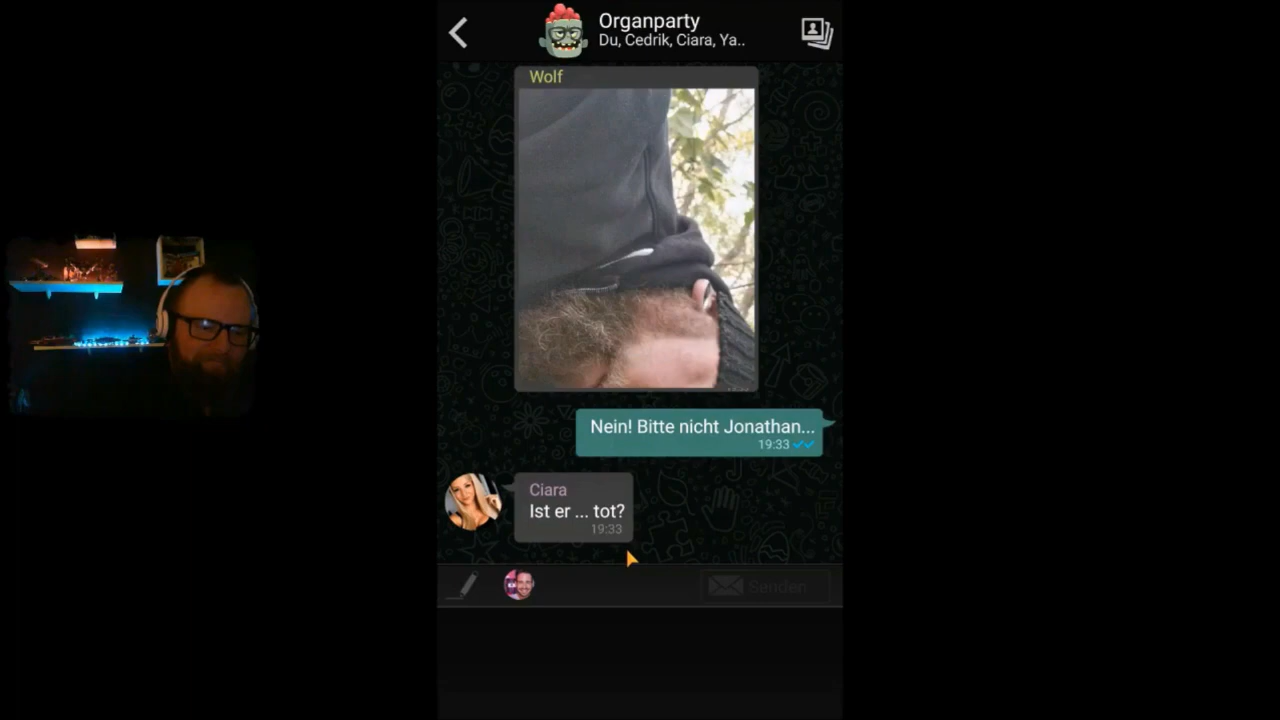 Organparty
Du, Cedrik, Ciara, Ya..
Wolf
Nein! Bitte nicht Jonathan...
19:33
Ciara
Ist er ... tot?
19:33
Senden